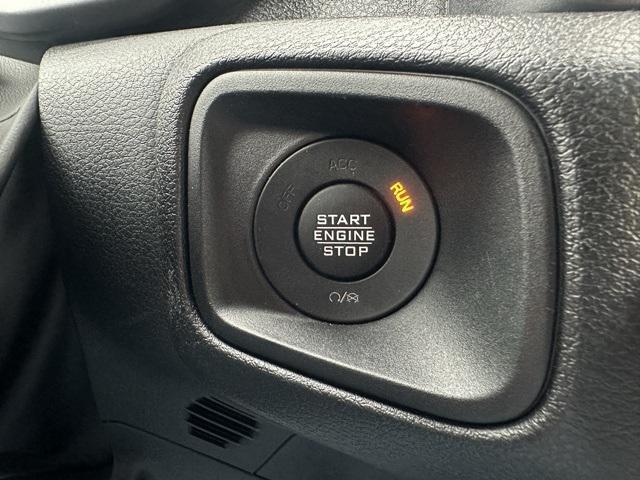 ACC
OFF
RUN
START
ENGINE
STOP